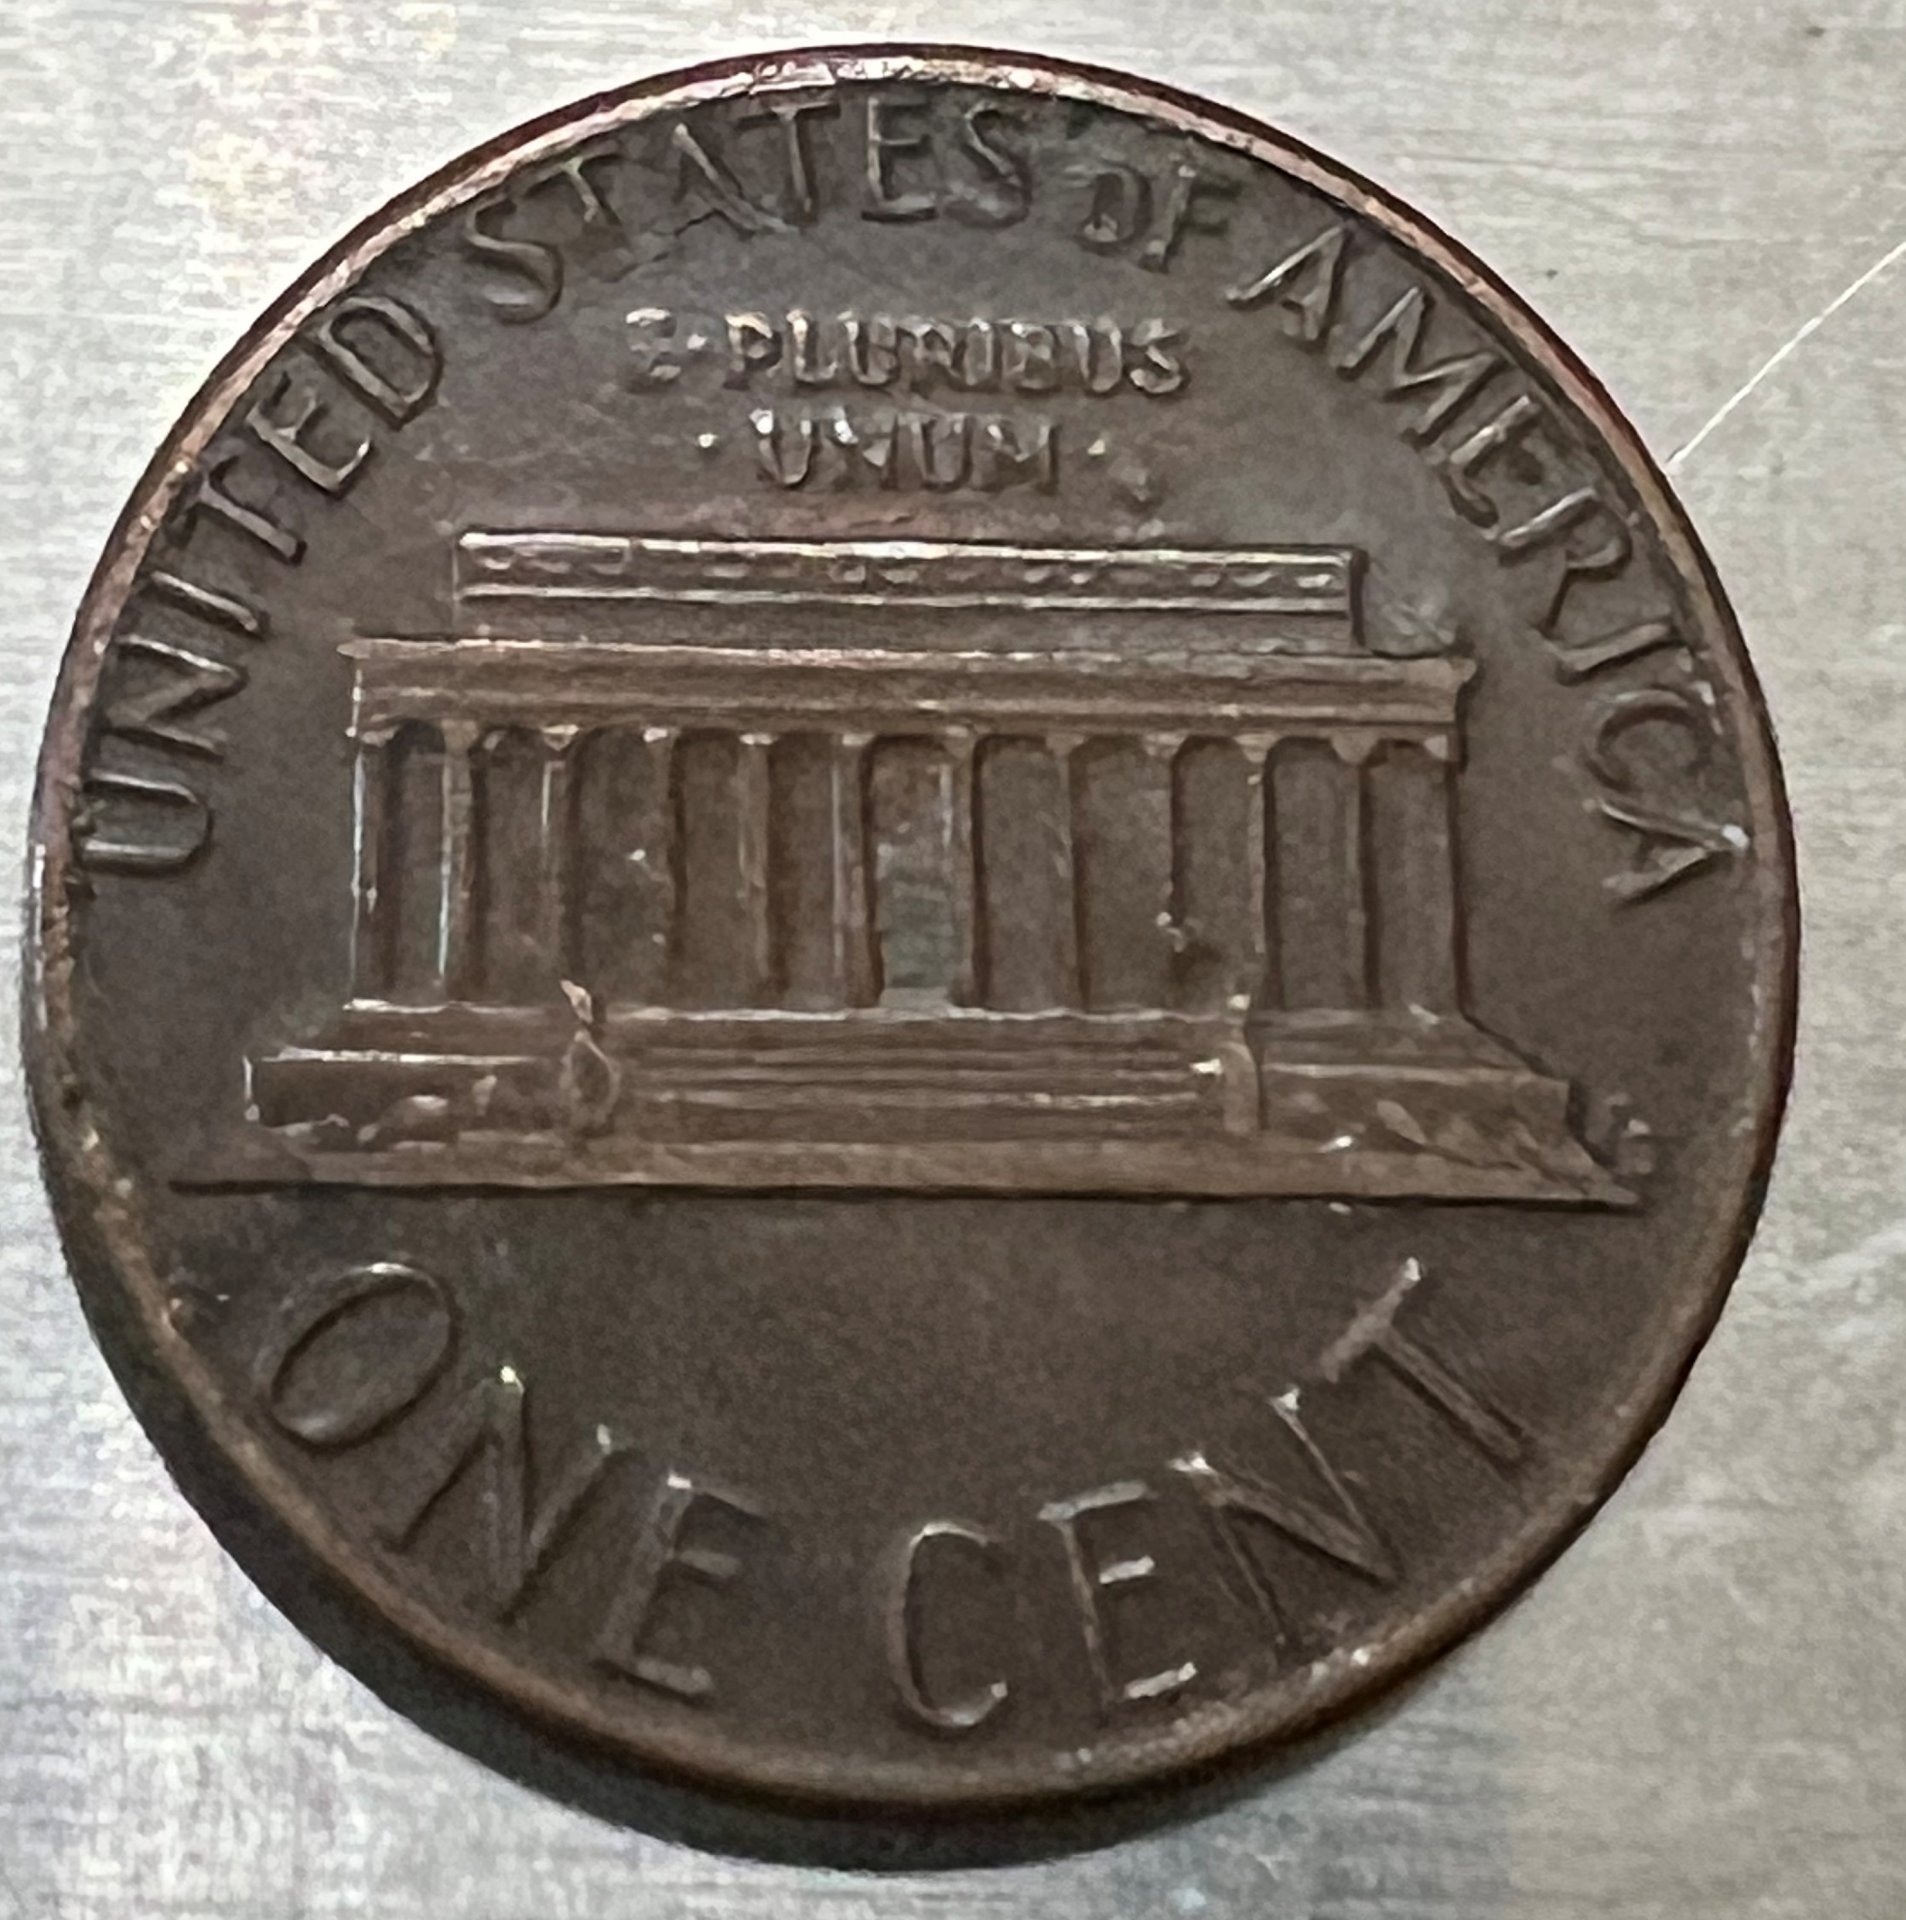 UNITED STATES OF AMERICA
E·PLURIBUS
·UNUM·
ONE CENT